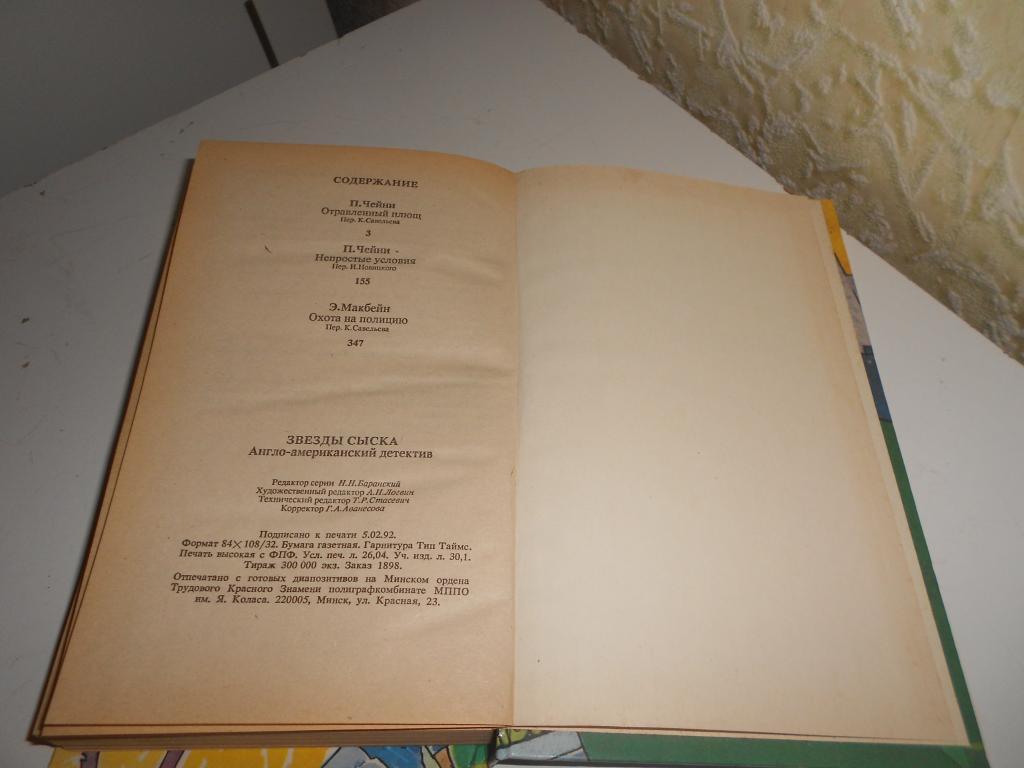 СОДЕРЖАНИЕ
П.Чейни
Отравленный плющ
Пер. К.Савельева
3
П.Чейни -
Непростые условия
Пер. И.Новицкого
155
Э.Макбейн
Охота на полицию
Пер. К.Савельева
347
ЗВЕЗДЫ СЫСКА
Англо-американский детектив
Редактор серии Н.Н.Баранский
Художественный редактор А.Н.Логвин
Технический редактор Т.Р.Стасевич
Корректор Г.А.Аванесова
Подписано к печати 5.02.92.
Формат 84×108/32. Бумага газетная. Гарнитура Тип Таймс.
Печать высокая с ФПФ. Усл. печ. л. 26,04. Уч. изд. л. 30,1.
Тираж 300 000 экз. Заказ 1898.
Отпечатано с готовых диапозитивов на Минском ордена
Трудового Красного Знамени полиграфкомбинате МППО
им. Я. Коласа. 220005, Минск, ул. Красная, 23.